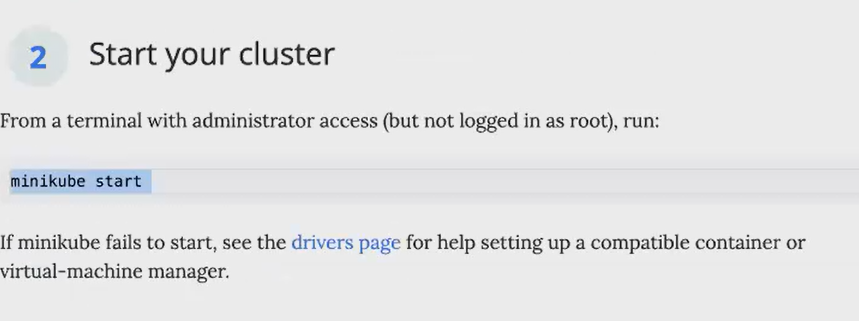 2
Start your cluster
From a terminal with administrator access (but not logged in as root), run:
minikube start
If minikube fails to start, see the drivers page for help setting up a compatible container or
virtual-machine manager.